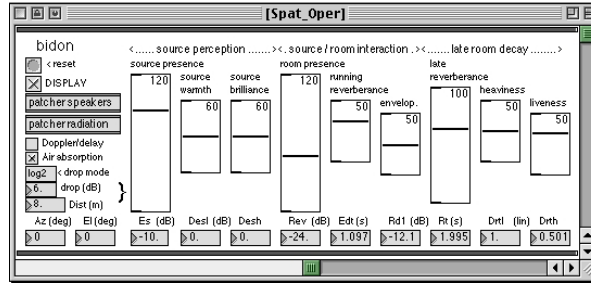 [Spat_Oper]
bidon
<...... source perception .......><. source / room interaction . ><...... late room decay .......>
< reset
source presence
room presence
late
reverberance
DISPLAY
120
source
warmth
source
brilliance
120
running
reverberance
100
heaviness
patcher speakers
60
60
50
envelop.
50
liveness
patcher radiation
50
50
Doppler/delay
Air absorption
log2
< drop mode
6.
drop (dB)
}
8.
Dist (m)
Az (deg) El (deg) Es (dB) Desl (dB) Desh Rev (dB) Edt (s) Rd1 (dB) Rt (s) Drtl (lin) Drth
0 0 -10. 0. 0. -24. 1.097 -12.1 1.995 1. 0.501